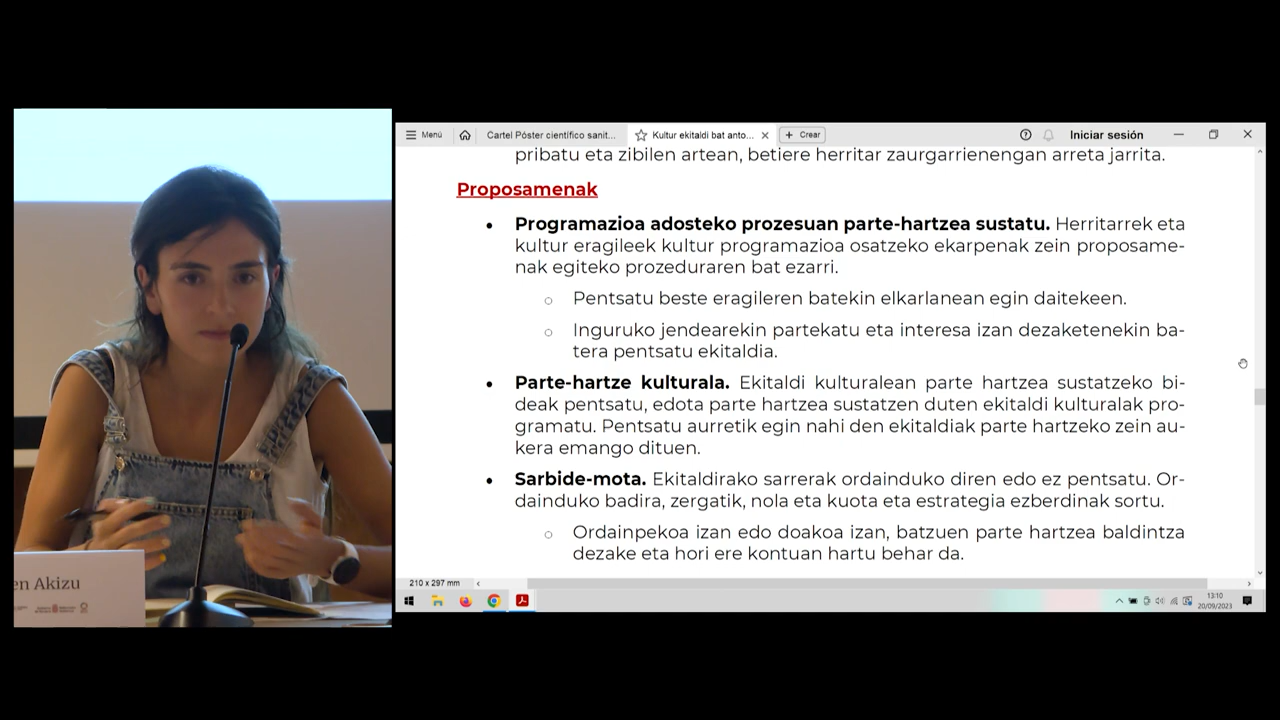 Menú
Cartel Póster científico sanit...
Kultur ekitaldi bat anto...
Crear
Iniciar sesión
pribatu eta zibilen artean, betiere herritar zaurgarrienengan arreta jarrita.
Proposamenak
• Programazioa adosteko prozesuan parte-hartzea sustatu. Herritarrek eta
kultur eragileek kultur programazioa osatzeko ekarpenak zein proposame-
nak egiteko prozeduraren bat ezarri.
○ Pentsatu beste eragileren batekin elkarlanean egin daitekeen.
○ Inguruko jendearekin partekatu eta interesa izan dezaketenekin ba-
tera pentsatu ekitaldia.
• Parte-hartze kulturala. Ekitaldi kulturalean parte hartzea sustatzeko bi-
deak pentsatu, edota parte hartzea sustatzen duten ekitaldi kulturalak pro-
gramatu. Pentsatu aurretik egin nahi den ekitaldiak parte hartzeko zein au-
kera emango dituen.
• Sarbide-mota. Ekitaldirako sarrerak ordainduko diren edo ez pentsatu. Or-
dainduko badira, zergatik, nola eta kuota eta estrategia ezberdinak sortu.
○ Ordainpekoa izan edo doakoa izan, batzuen parte hartzea baldintza
dezake eta hori ere kontuan hartu behar da.
210 x 297 mm
13:10
20/09/2023
en Akizu